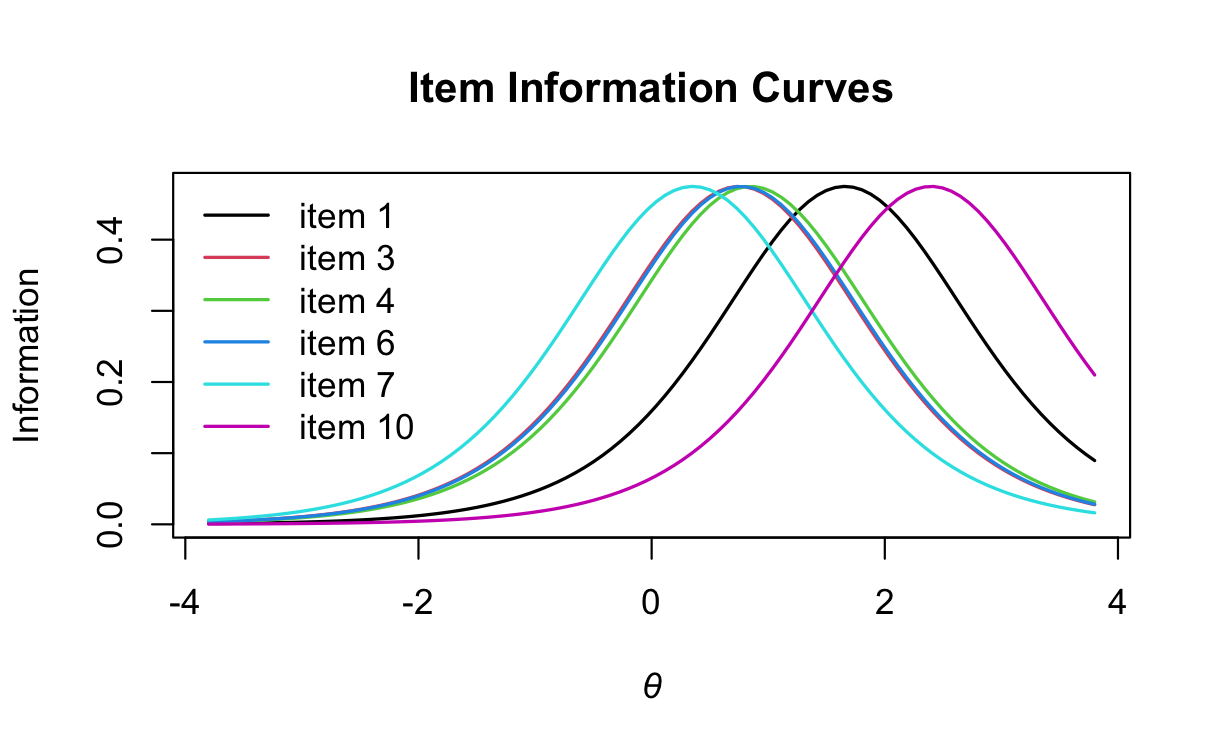 Item Information Curves
Information
0.4
0.2
0.0
item 1
item 3
item 4
item 6
item 7
item 10
-4
-2
0
2
4
θ